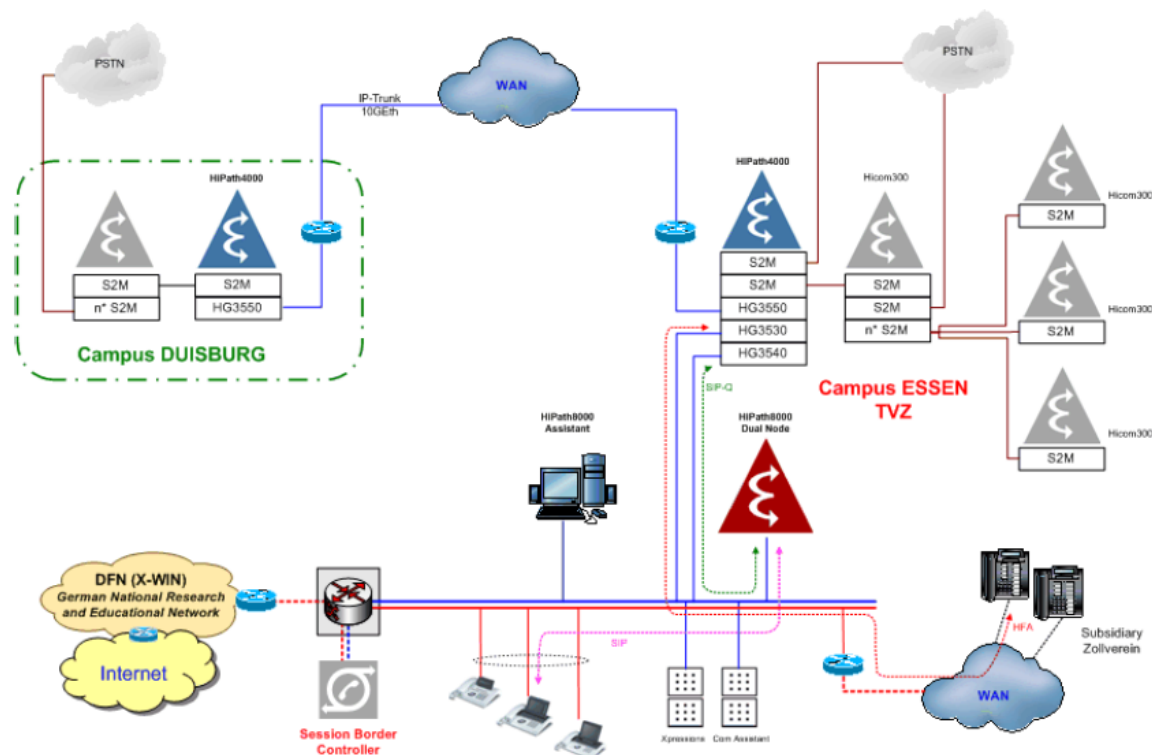 PSTN
WAN
PSTN
IP-Trunk
10GEth
HiPath4000
HiPath4000
Hicom300
Hicom300
S2M
S2M
n* S2M
S2M
HG3550
Campus DUISBURG
S2M
S2M
HG3550
HG3530
HG3540
S2M
S2M
n* S2M
S2M
Hicom300
S2M
Hicom300
S2M
Campus ESSEN
TVZ
SIP-Q
HiPath8000
Assistant
HiPath8000
Dual Node
DFN (X-WIN)
German National Research
and Educational Network
Internet
Session Border
Controller
SIP
Xpressions
Com Assistant
HFA
Subsidiary
Zollverein
WAN